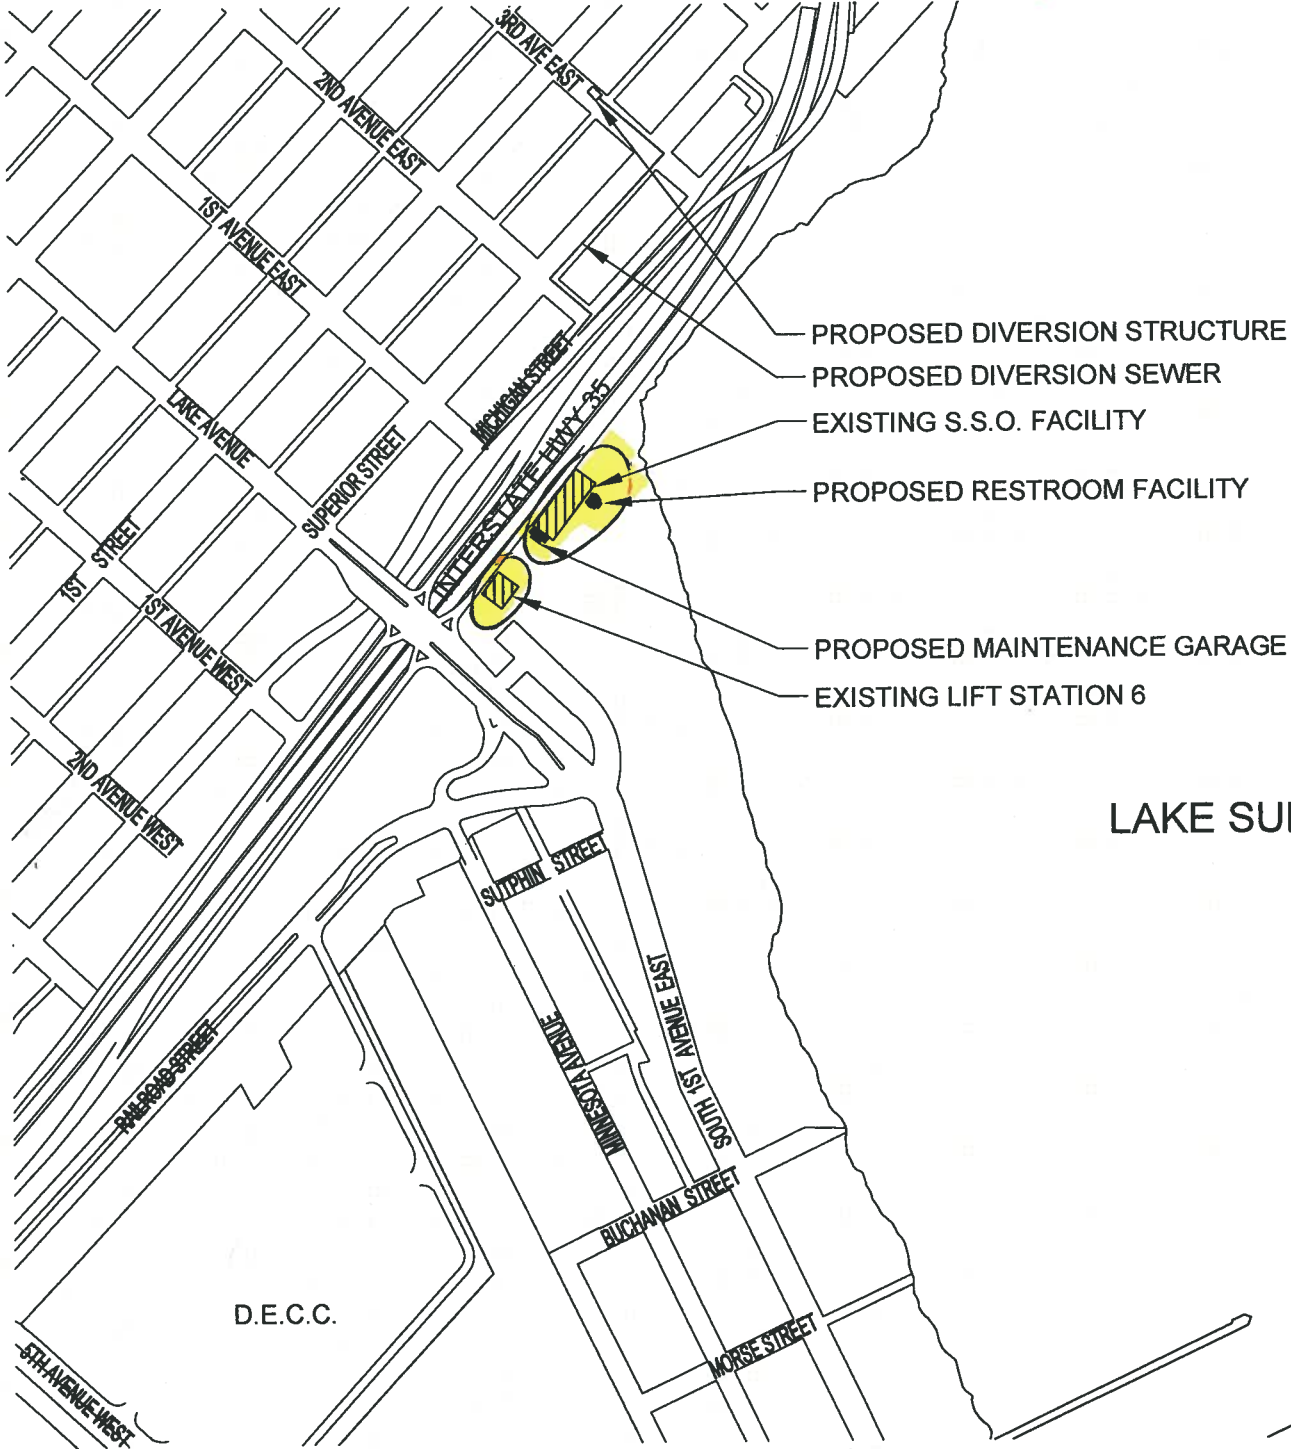 3RD AVE EAST
2ND AVENUE EAST
1ST AVENUE EAST
PROPOSED DIVERSION STRUCTURE
PROPOSED DIVERSION SEWER
MICHIGAN STREET
INTERSTATE HWY 35
EXISTING S.S.O. FACILITY
LAKE AVENUE
SUPERIOR STREET
PROPOSED RESTROOM FACILITY
1ST STREET
1ST AVENUE WEST
PROPOSED MAINTENANCE GARAGE
EXISTING LIFT STATION 6
2ND AVENUE WEST
LAKE SU
SUTPHIN STREET
SOUTH 1ST AVENUE EAST
MINNESOTA AVENUE
RAILROAD STREET
BUCHANAN STREET
D.E.C.C.
MORSE STREET
5TH AVENUE WEST